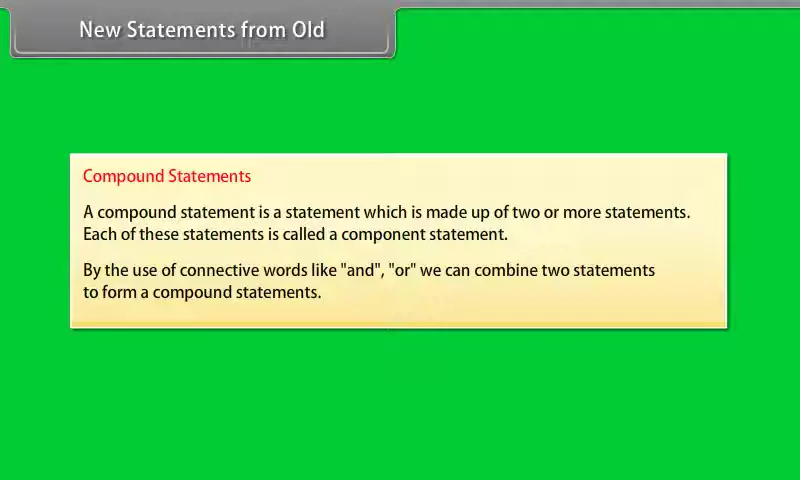 New Statements from Old
Compound Statements
A compound statement is a statement which is made up of two or more statements.
Each of these statements is called a component statement.
By the use of connective words like "and", "or" we can combine two statements
to form a compound statements.